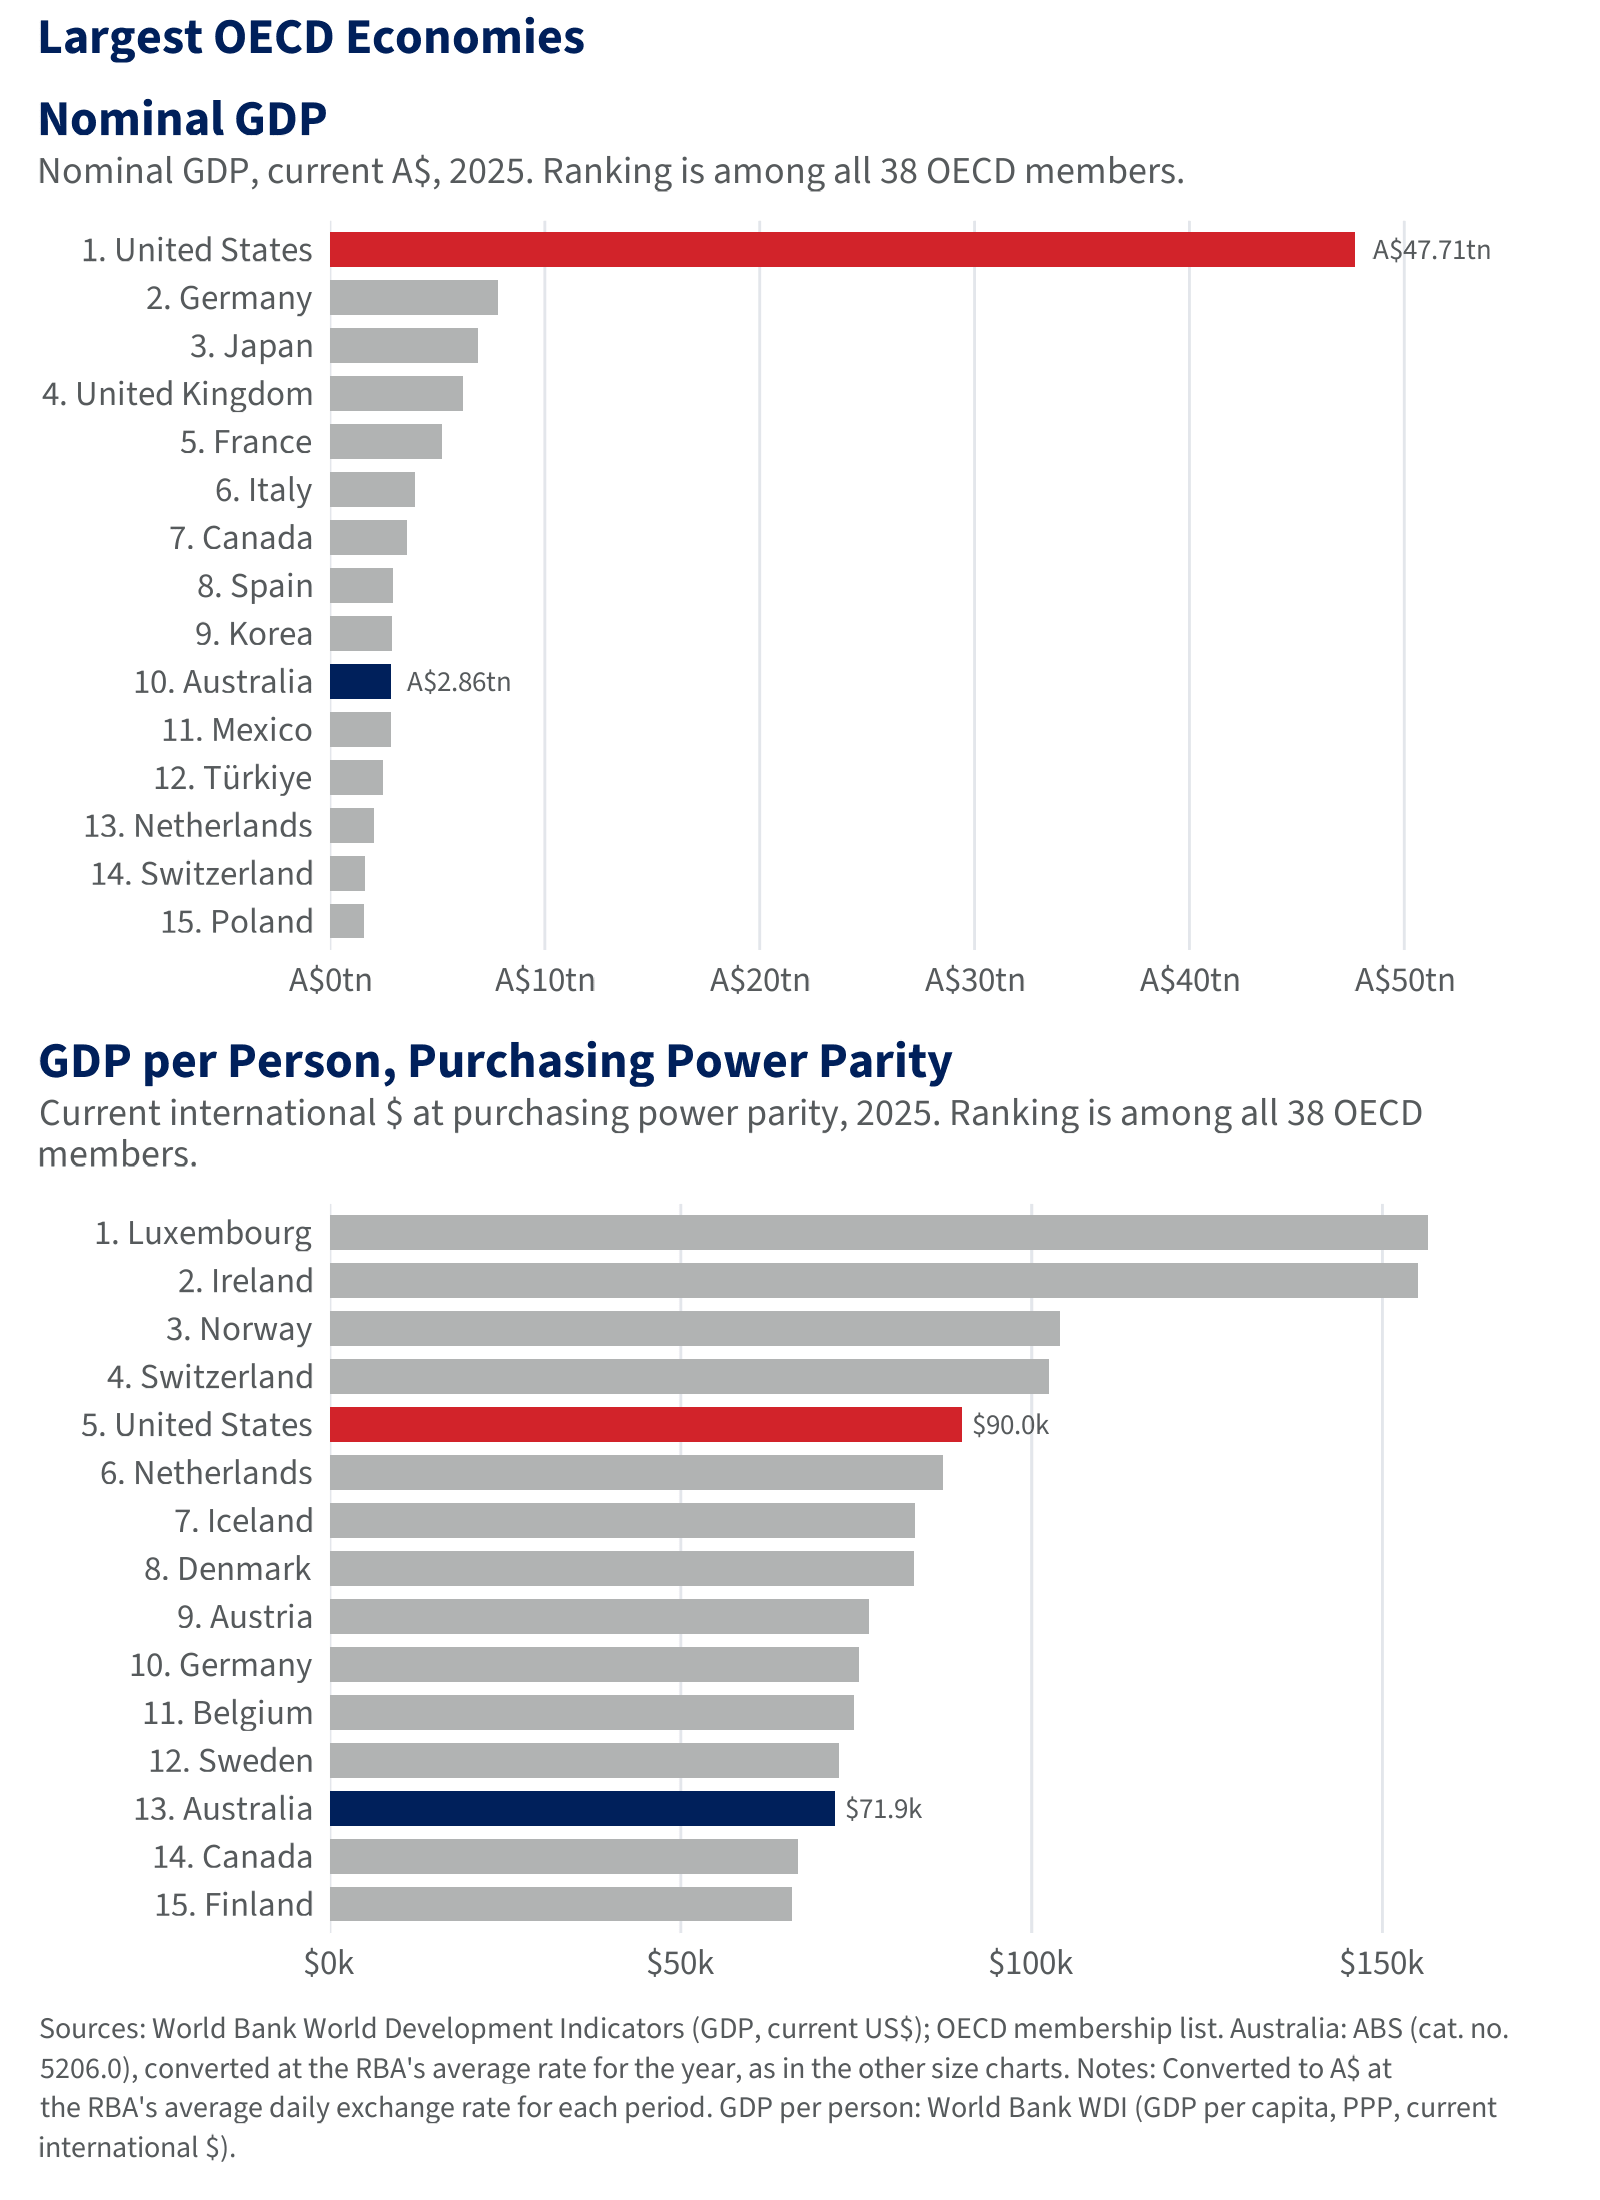 Largest OECD Economies
Nominal GDP
Nominal GDP, current A$, 2025. Ranking is among all 38 OECD members.
1. United States
A$47.71tn
2. Germany
3. Japan
4. United Kingdom
5. France
6. Italy
7. Canada
8. Spain
9. Korea
10. Australia
A$2.86tn
11. Mexico
12. Türkiye
13. Netherlands
14. Switzerland
15. Poland
A$0tn
A$10tn
A$20tn
A$30tn
A$40tn
A$50tn
GDP per Person, Purchasing Power Parity
Current international $ at purchasing power parity, 2025. Ranking is among all 38 OECD
members.
1. Luxembourg
2. Ireland
3. Norway
4. Switzerland
5. United States
$90.0k
6. Netherlands
7. Iceland
8. Denmark
9. Austria
10. Germany
11. Belgium
12. Sweden
13. Australia
$71.9k
14. Canada
15. Finland
$0k
$50k
$100k
$150k
Sources: World Bank World Development Indicators (GDP, current US$); OECD membership list. Australia: ABS (cat. no.
5206.0), converted at the RBA's average rate for the year, as in the other size charts. Notes: Converted to A$ at
the RBA's average daily exchange rate for each period. GDP per person: World Bank WDI (GDP per capita, PPP, current
international $).